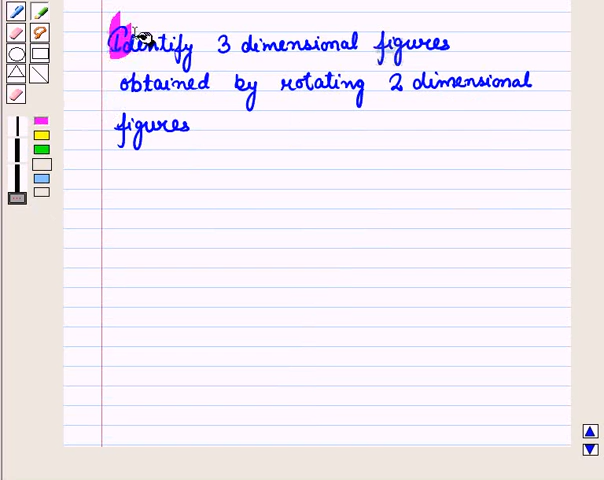 Identify 3 dimensional figures
obtained by rotating 2 dimensional
figures